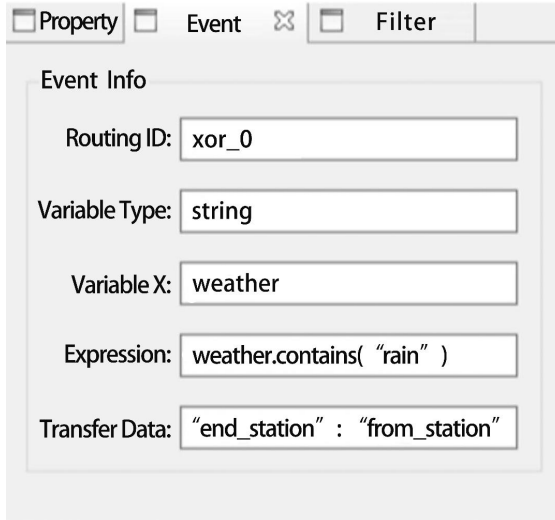 Property Event Filter
Event Info
Routing ID: xor_0
Variable Type: string
Variable X: weather
Expression: weather.contains( “rain” )
Transfer Data: “end_station” : “from_station”